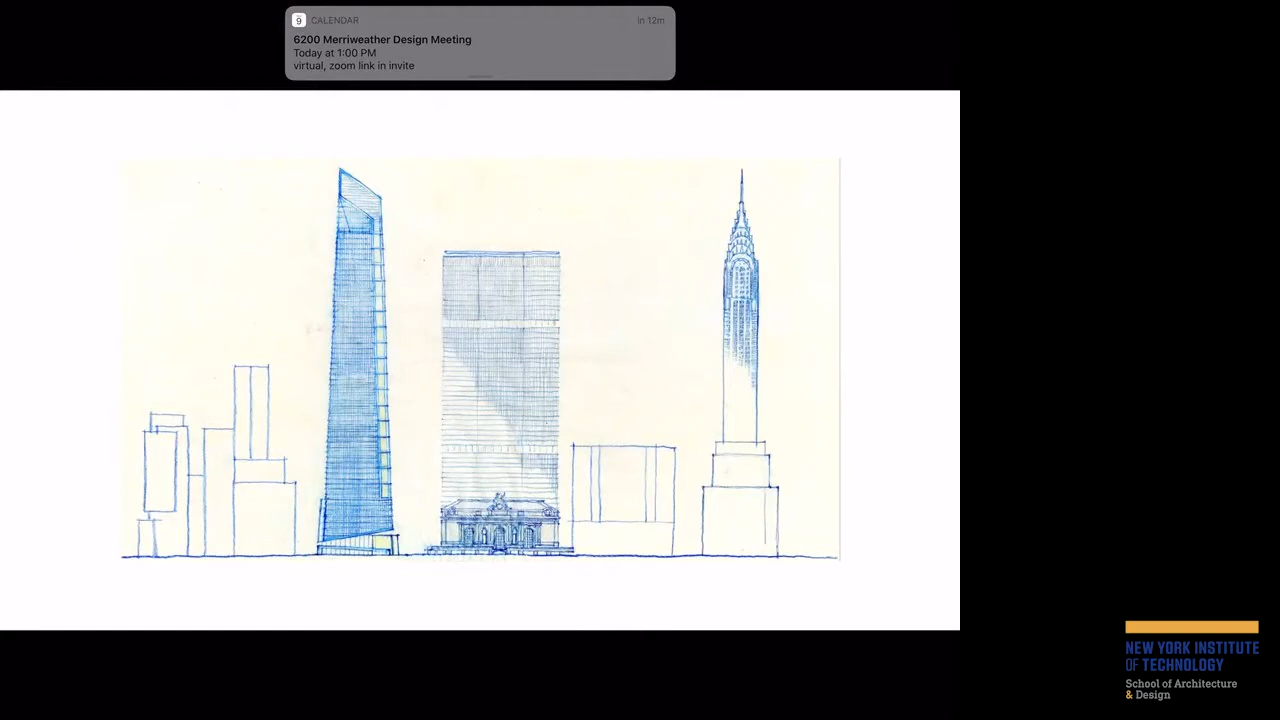 9 CALENDAR in 12m
6200 Merriweather Design Meeting
Today at 1:00 PM
virtual, zoom link in invite
NEW YORK INSTITUTE
OF TECHNOLOGY
School of Architecture
& Design